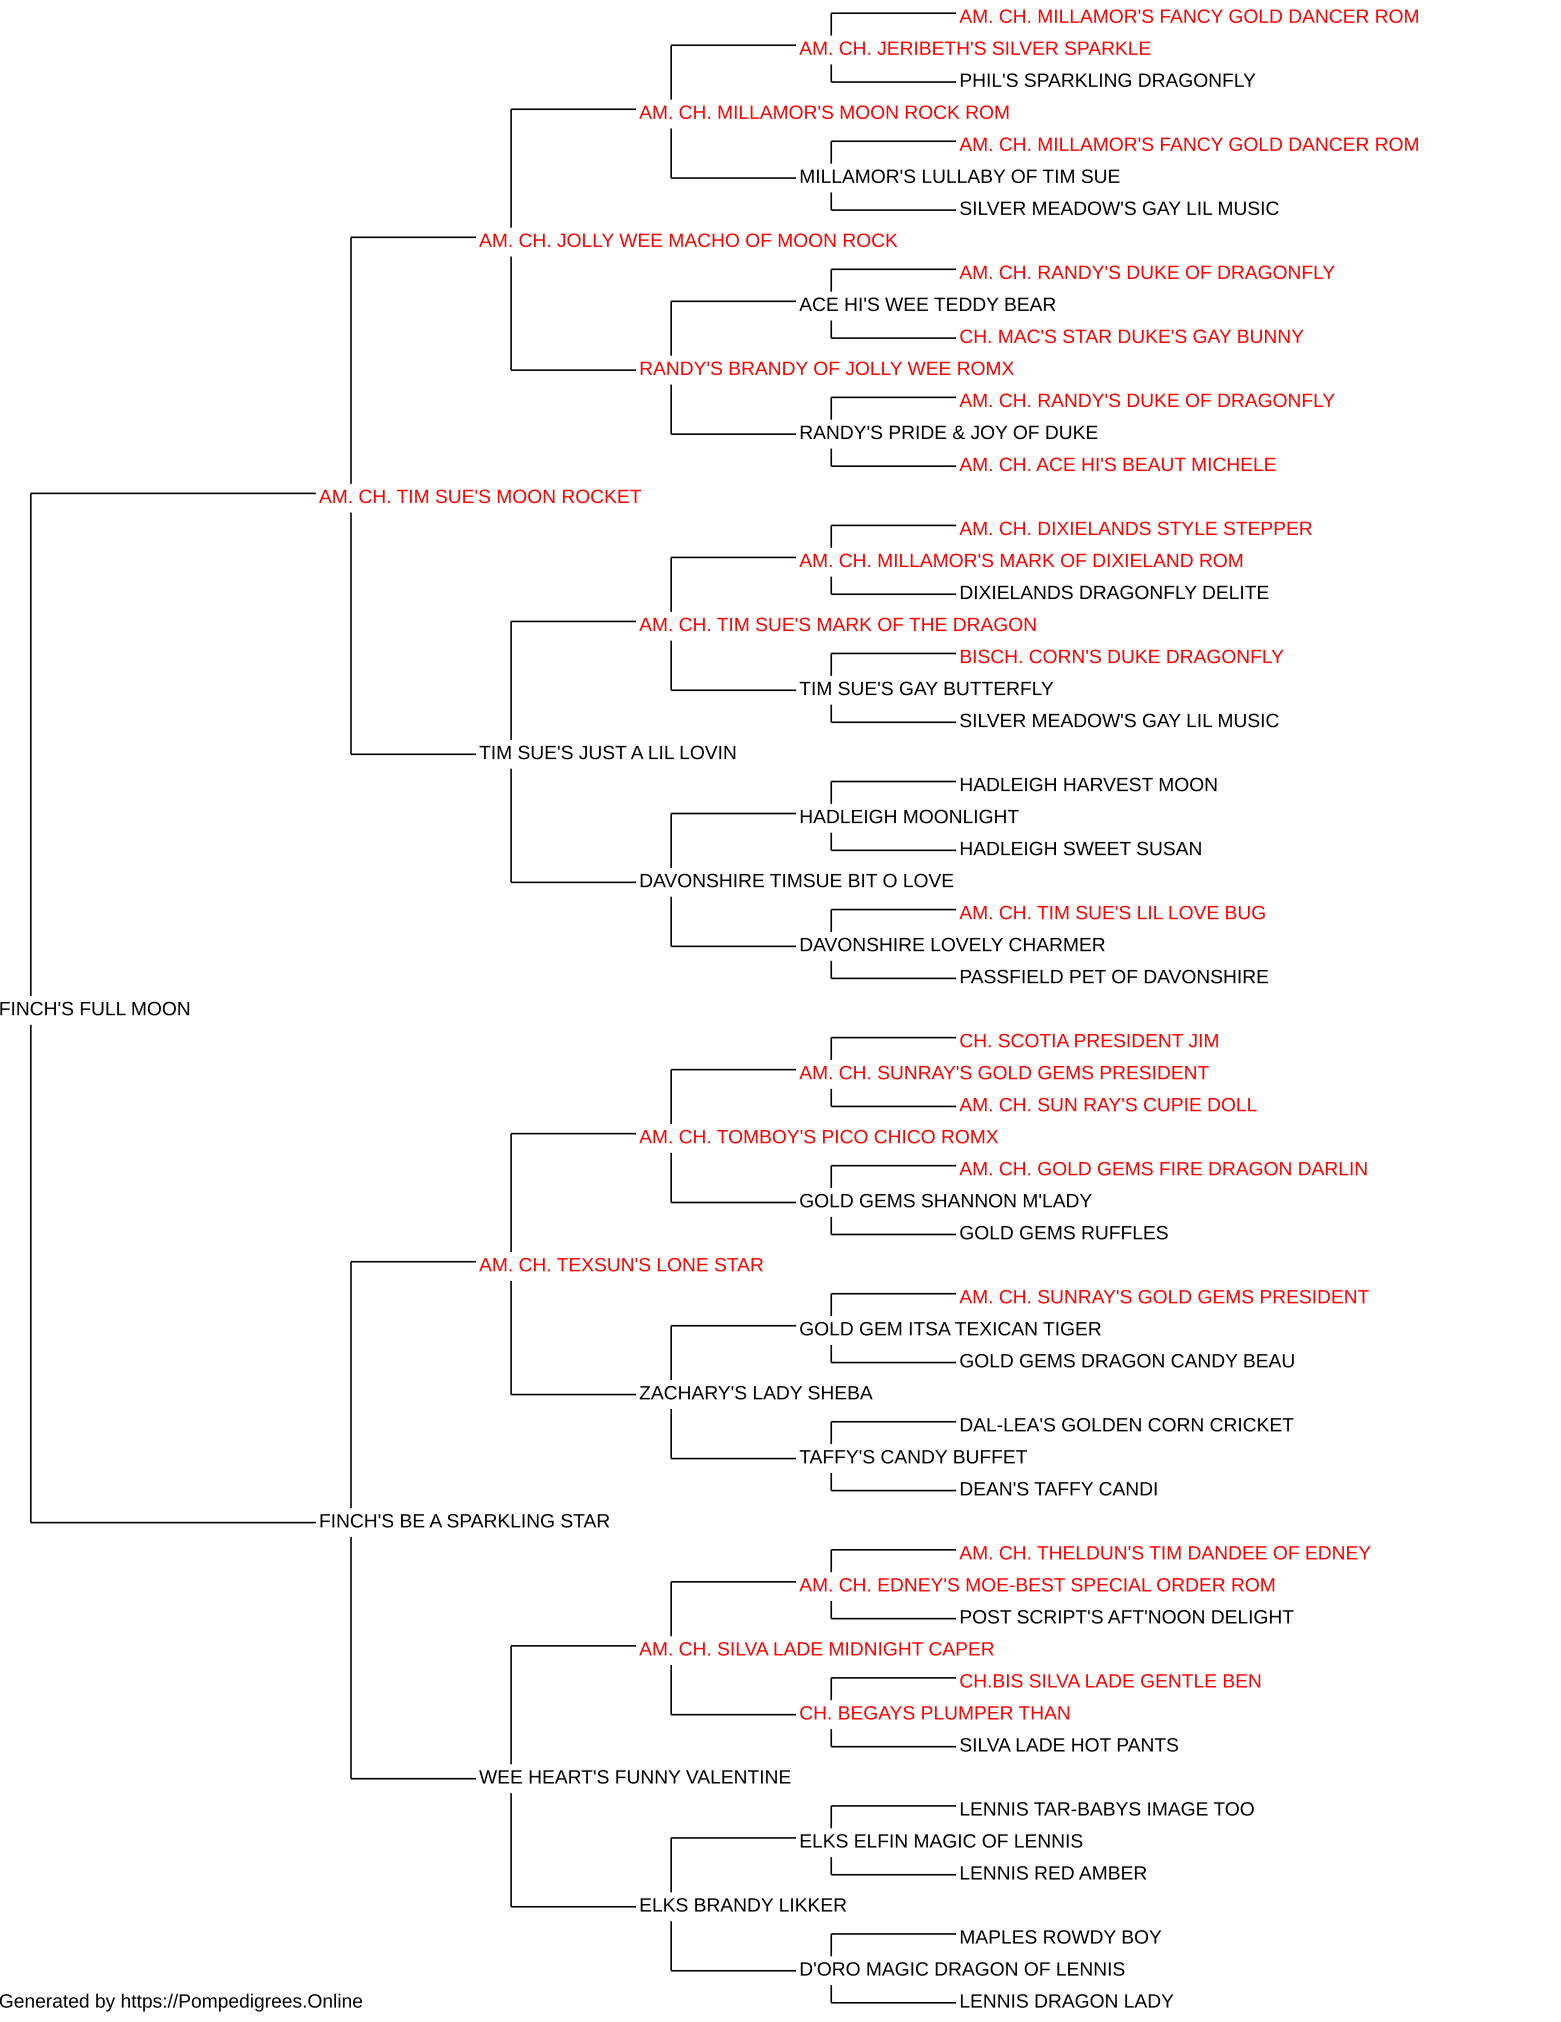 AM. CH. MILLAMOR'S FANCY GOLD DANCER ROM
AM. CH. JERIBETH'S SILVER SPARKLE
PHIL'S SPARKLING DRAGONFLY
AM. CH. MILLAMOR'S MOON ROCK ROM
AM. CH. MILLAMOR'S FANCY GOLD DANCER ROM
MILLAMOR'S LULLABY OF TIM SUE
SILVER MEADOW'S GAY LIL MUSIC
AM. CH. JOLLY WEE MACHO OF MOON ROCK
AM. CH. RANDY'S DUKE OF DRAGONFLY
ACE HI'S WEE TEDDY BEAR
CH. MAC'S STAR DUKE'S GAY BUNNY
RANDY'S BRANDY OF JOLLY WEE ROMX
AM. CH. RANDY'S DUKE OF DRAGONFLY
RANDY'S PRIDE & JOY OF DUKE
AM. CH. ACE HI'S BEAUT MICHELE
AM. CH. TIM SUE'S MOON ROCKET
AM. CH. DIXIELANDS STYLE STEPPER
AM. CH. MILLAMOR'S MARK OF DIXIELAND ROM
DIXIELANDS DRAGONFLY DELITE
AM. CH. TIM SUE'S MARK OF THE DRAGON
BISCH. CORN'S DUKE DRAGONFLY
TIM SUE'S GAY BUTTERFLY
SILVER MEADOW'S GAY LIL MUSIC
TIM SUE'S JUST A LIL LOVIN
HADLEIGH HARVEST MOON
HADLEIGH MOONLIGHT
HADLEIGH SWEET SUSAN
DAVONSHIRE TIMSUE BIT O LOVE
AM. CH. TIM SUE'S LIL LOVE BUG
DAVONSHIRE LOVELY CHARMER
PASSFIELD PET OF DAVONSHIRE
FINCH'S FULL MOON
CH. SCOTIA PRESIDENT JIM
AM. CH. SUNRAY'S GOLD GEMS PRESIDENT
AM. CH. SUN RAY'S CUPIE DOLL
AM. CH. TOMBOY'S PICO CHICO ROMX
AM. CH. GOLD GEMS FIRE DRAGON DARLIN
GOLD GEMS SHANNON M'LADY
GOLD GEMS RUFFLES
AM. CH. TEXSUN'S LONE STAR
AM. CH. SUNRAY'S GOLD GEMS PRESIDENT
GOLD GEM ITSA TEXICAN TIGER
GOLD GEMS DRAGON CANDY BEAU
ZACHARY'S LADY SHEBA
DAL-LEA'S GOLDEN CORN CRICKET
TAFFY'S CANDY BUFFET
DEAN'S TAFFY CANDI
FINCH'S BE A SPARKLING STAR
AM. CH. THELDUN'S TIM DANDEE OF EDNEY
AM. CH. EDNEY'S MOE-BEST SPECIAL ORDER ROM
POST SCRIPT'S AFT'NOON DELIGHT
AM. CH. SILVA LADE MIDNIGHT CAPER
CH.BIS SILVA LADE GENTLE BEN
CH. BEGAYS PLUMPER THAN
SILVA LADE HOT PANTS
WEE HEART'S FUNNY VALENTINE
LENNIS TAR-BABYS IMAGE TOO
ELKS ELFIN MAGIC OF LENNIS
LENNIS RED AMBER
ELKS BRANDY LIKKER
MAPLES ROWDY BOY
D'ORO MAGIC DRAGON OF LENNIS
LENNIS DRAGON LADY
Generated by https://Pompedigrees.Online